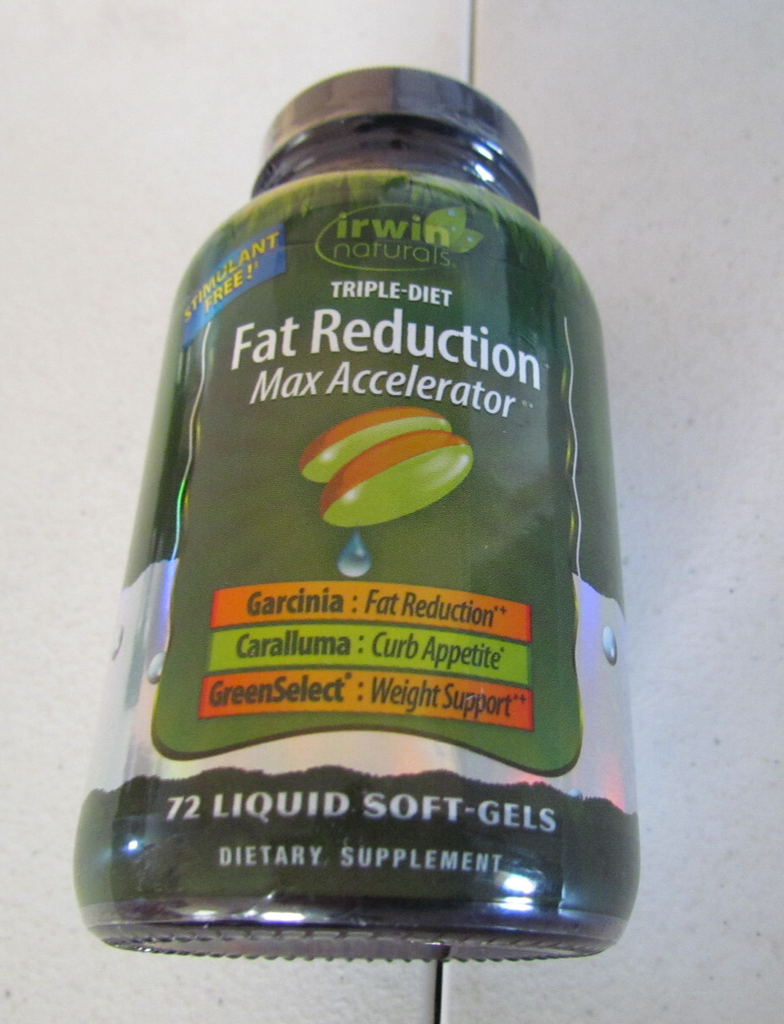 irwin
naturals
STIMULANT
FREE!
TRIPLE-DIET
Fat Reduction
Max Accelerator
Garcinia : Fat Reduction*+
Caralluma : Curb Appetite*
GreenSelect® : Weight Support*+
72 LIQUID SOFT-GELS
DIETARY SUPPLEMENT